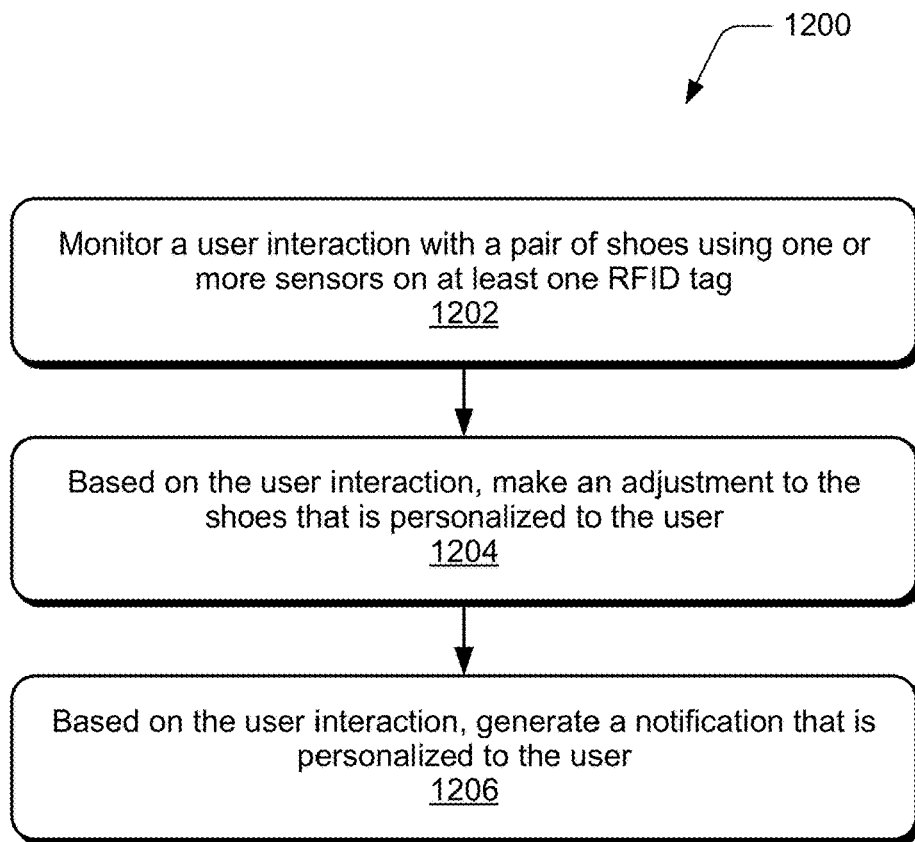 1200
Monitor a user interaction with a pair of shoes using one or
more sensors on at least one RFID tag
1202
Based on the user interaction, make an adjustment to the
shoes that is personalized to the user
1204
Based on the user interaction, generate a notification that is
personalized to the user
1206